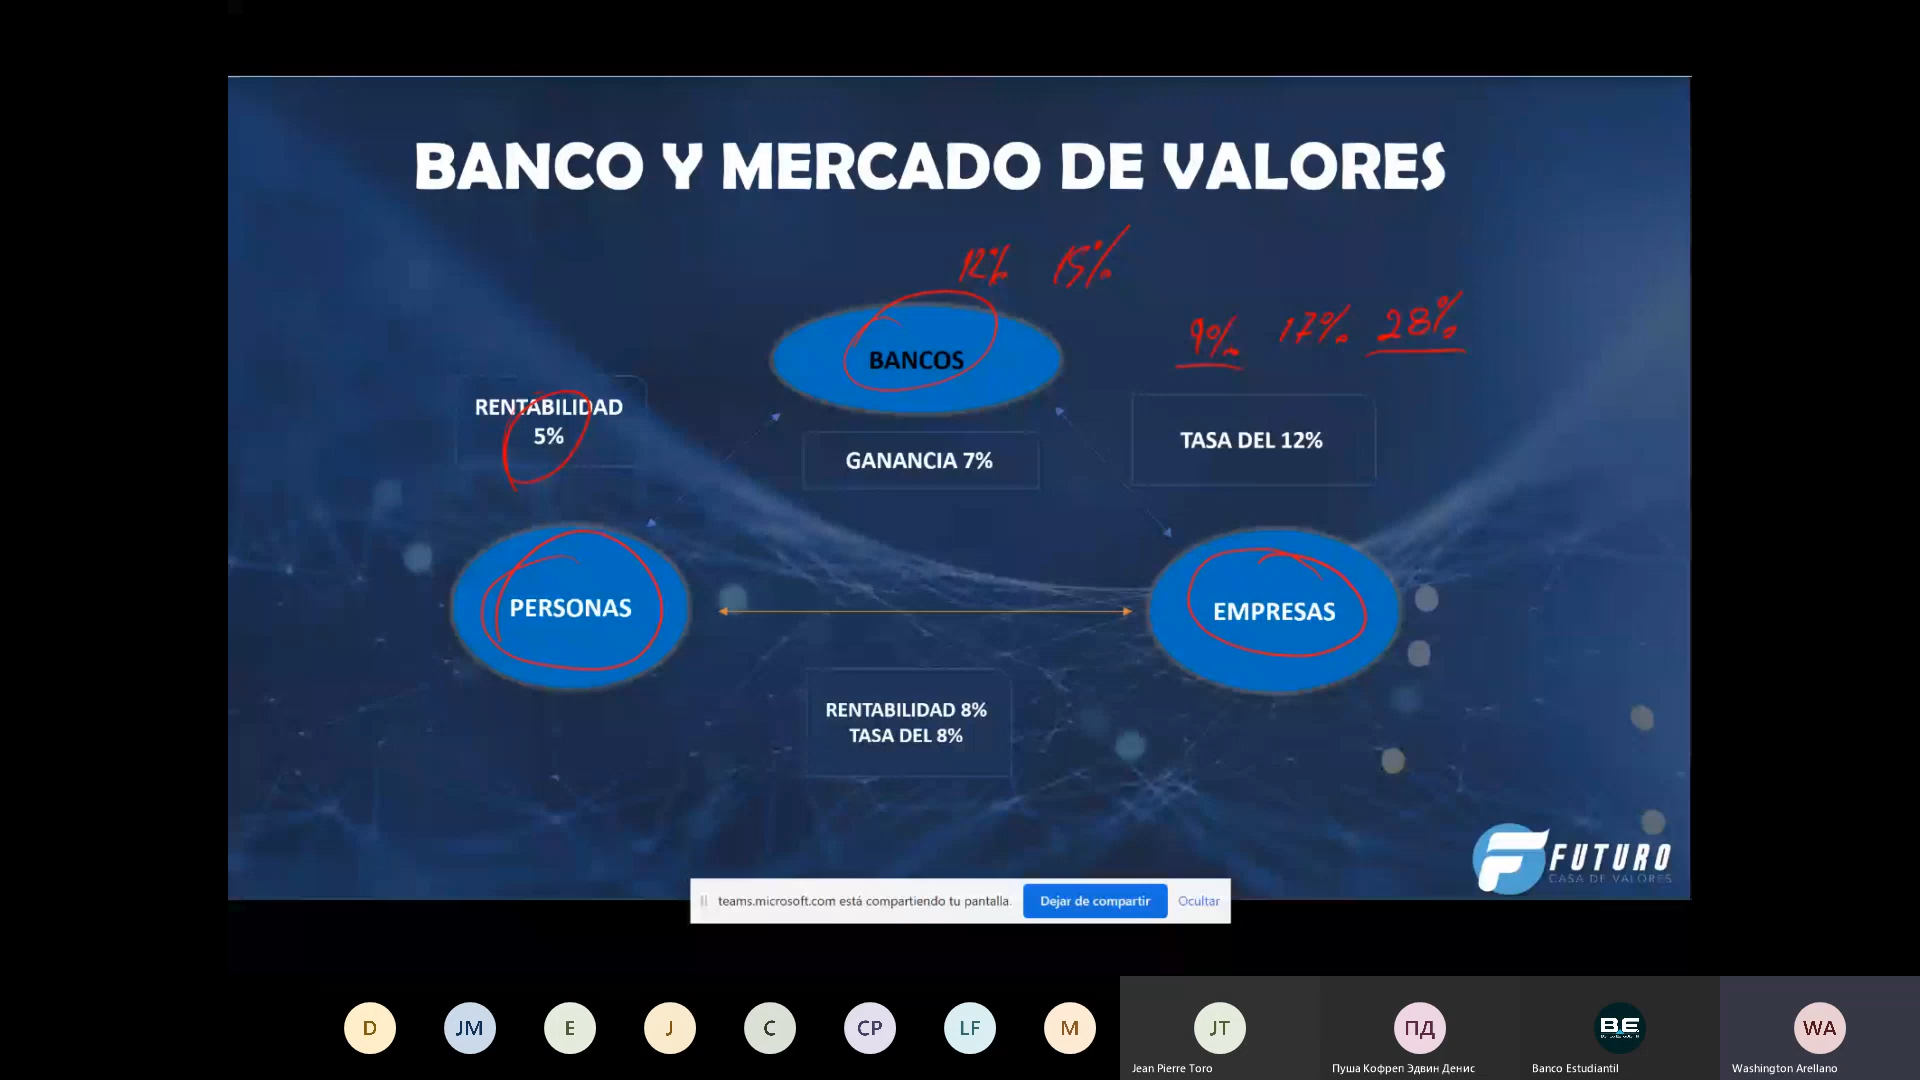 BANCO Y MERCADO DE VALORES
12% 15%
9% 17% 28%
BANCOS
RENTABILIDAD
5%
GANANCIA 7%
TASA DEL 12%
PERSONAS
EMPRESAS
RENTABILIDAD 8%
TASA DEL 8%
FUTURO
CASA DE VALORES
teams.microsoft.com está compartiendo tu pantalla.
Dejar de compartir
Ocultar
D
JM
E
J
C
CP
LF
M
JT
ПД
B.E
WA
Jean Pierre Toro
Пуша Кофреп Эдвин Денис
Banco Estudiantil
Washington Arellano